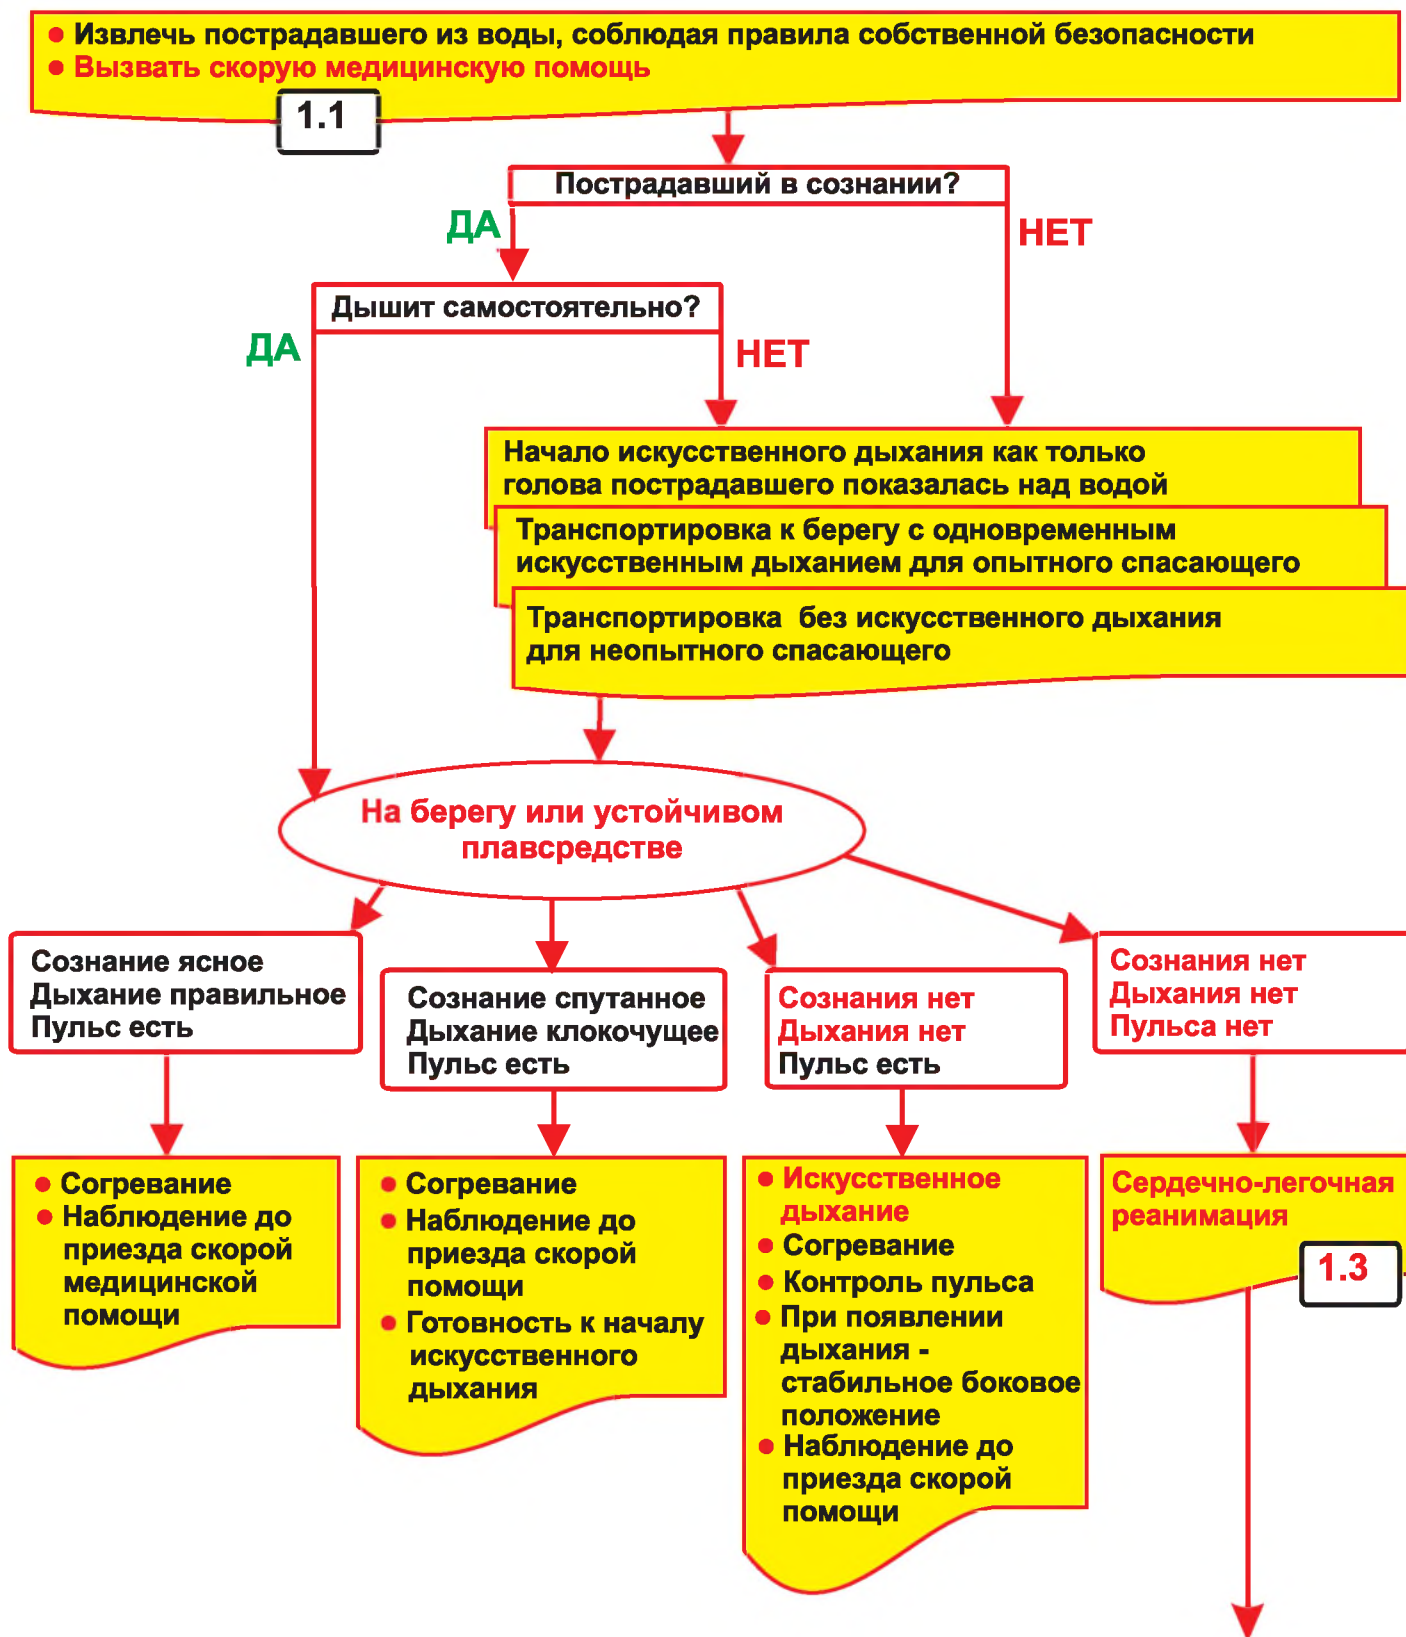 • Извлечь пострадавшего из воды, соблюдая правила собственной безопасности
• Вызвать скорую медицинскую помощь
1.1
Пострадавший в сознании?
ДА
НЕТ
Дышит самостоятельно?
ДА
НЕТ
Начало искусственного дыхания как только
голова пострадавшего показалась над водой
Транспортировка к берегу с одновременным
искусственным дыханием для опытного спасающего
Транспортировка без искусственного дыхания
для неопытного спасающего
На берегу или устойчивом
плавсредстве
Сознание ясное
Дыхание правильное
Пульс есть
Сознание спутанное
Дыхание клокочущее
Пульс есть
Сознания нет
Дыхания нет
Пульс есть
Сознания нет
Дыхания нет
Пульса нет
• Согревание
• Наблюдение до
приезда скорой
медицинской
помощи
• Согревание
• Наблюдение до
приезда скорой
помощи
• Готовность к началу
искусственного
дыхания
• Искусственное
дыхание
• Согревание
• Контроль пульса
• При появлении
дыхания -
стабильное боковое
положение
• Наблюдение до
приезда скорой
помощи
Сердечно-легочная
реанимация
1.3